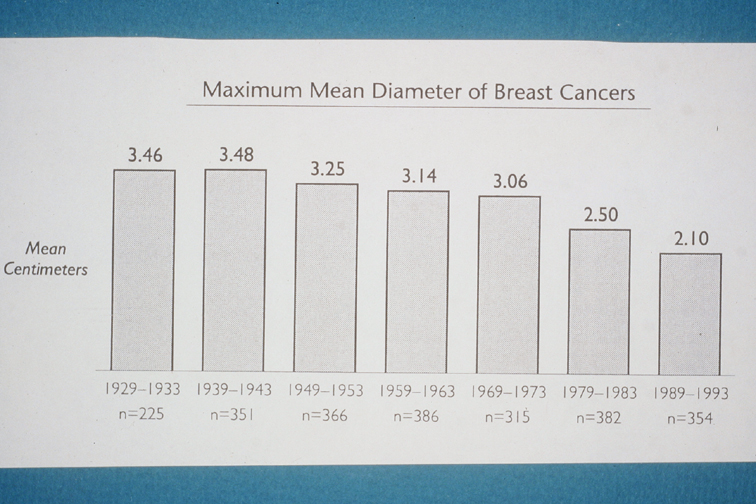 Maximum Mean Diameter of Breast Cancers
3.46 3.48 3.25 3.14 3.06 2.50 2.10
Mean
Centimeters
1929–1933 1939–1943 1949–1953 1959–1963 1969–1973 1979–1983 1989–1993
n=225 n=351 n=366 n=386 n=315 n=382 n=354